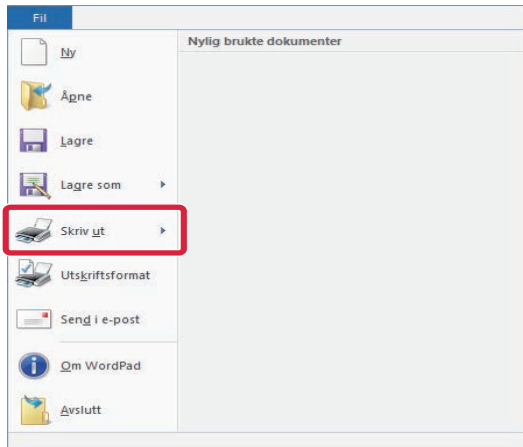 Fil
Nylig brukte dokumenter
Ny
Åpne
Lagre
Lagre som
Skriv ut
Utskriftsformat
Send i e-post
Om WordPad
Avslutt